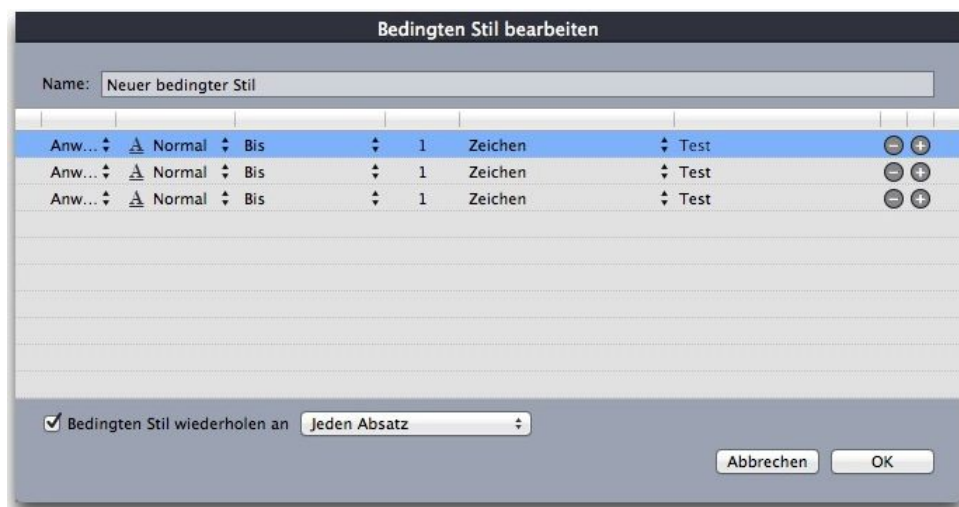 Bedingten Stil bearbeiten
Name: Neuer bedingter Stil
Anw... A Normal Bis 1 Zeichen Test
Anw... A Normal Bis 1 Zeichen Test
Anw... A Normal Bis 1 Zeichen Test
Bedingten Stil wiederholen an Jeden Absatz
Abbrechen OK